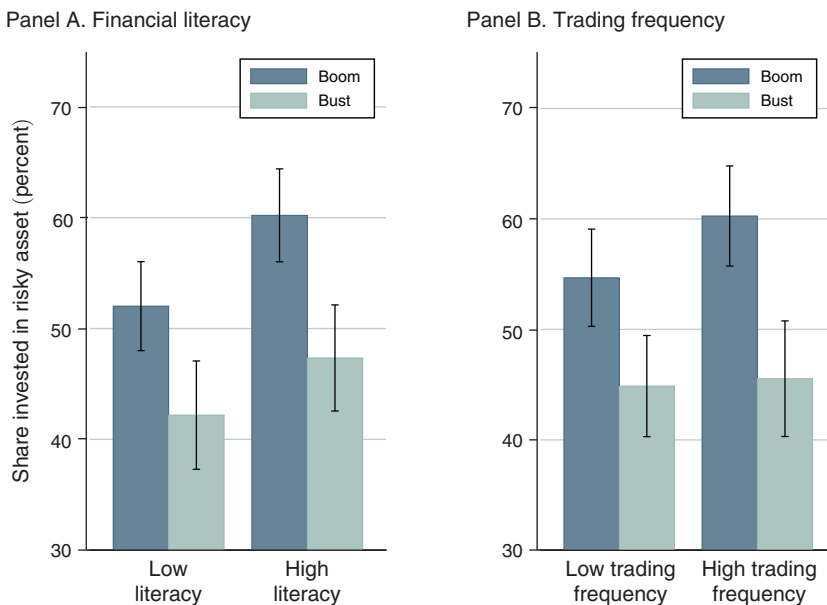 Panel A. Financial literacy
Share invested in risky asset (percent)
70
60
50
40
30
Boom
Bust
Low
literacy
High
literacy
Panel B. Trading frequency
70
60
50
40
30
Boom
Bust
Low trading
frequency
High trading
frequency